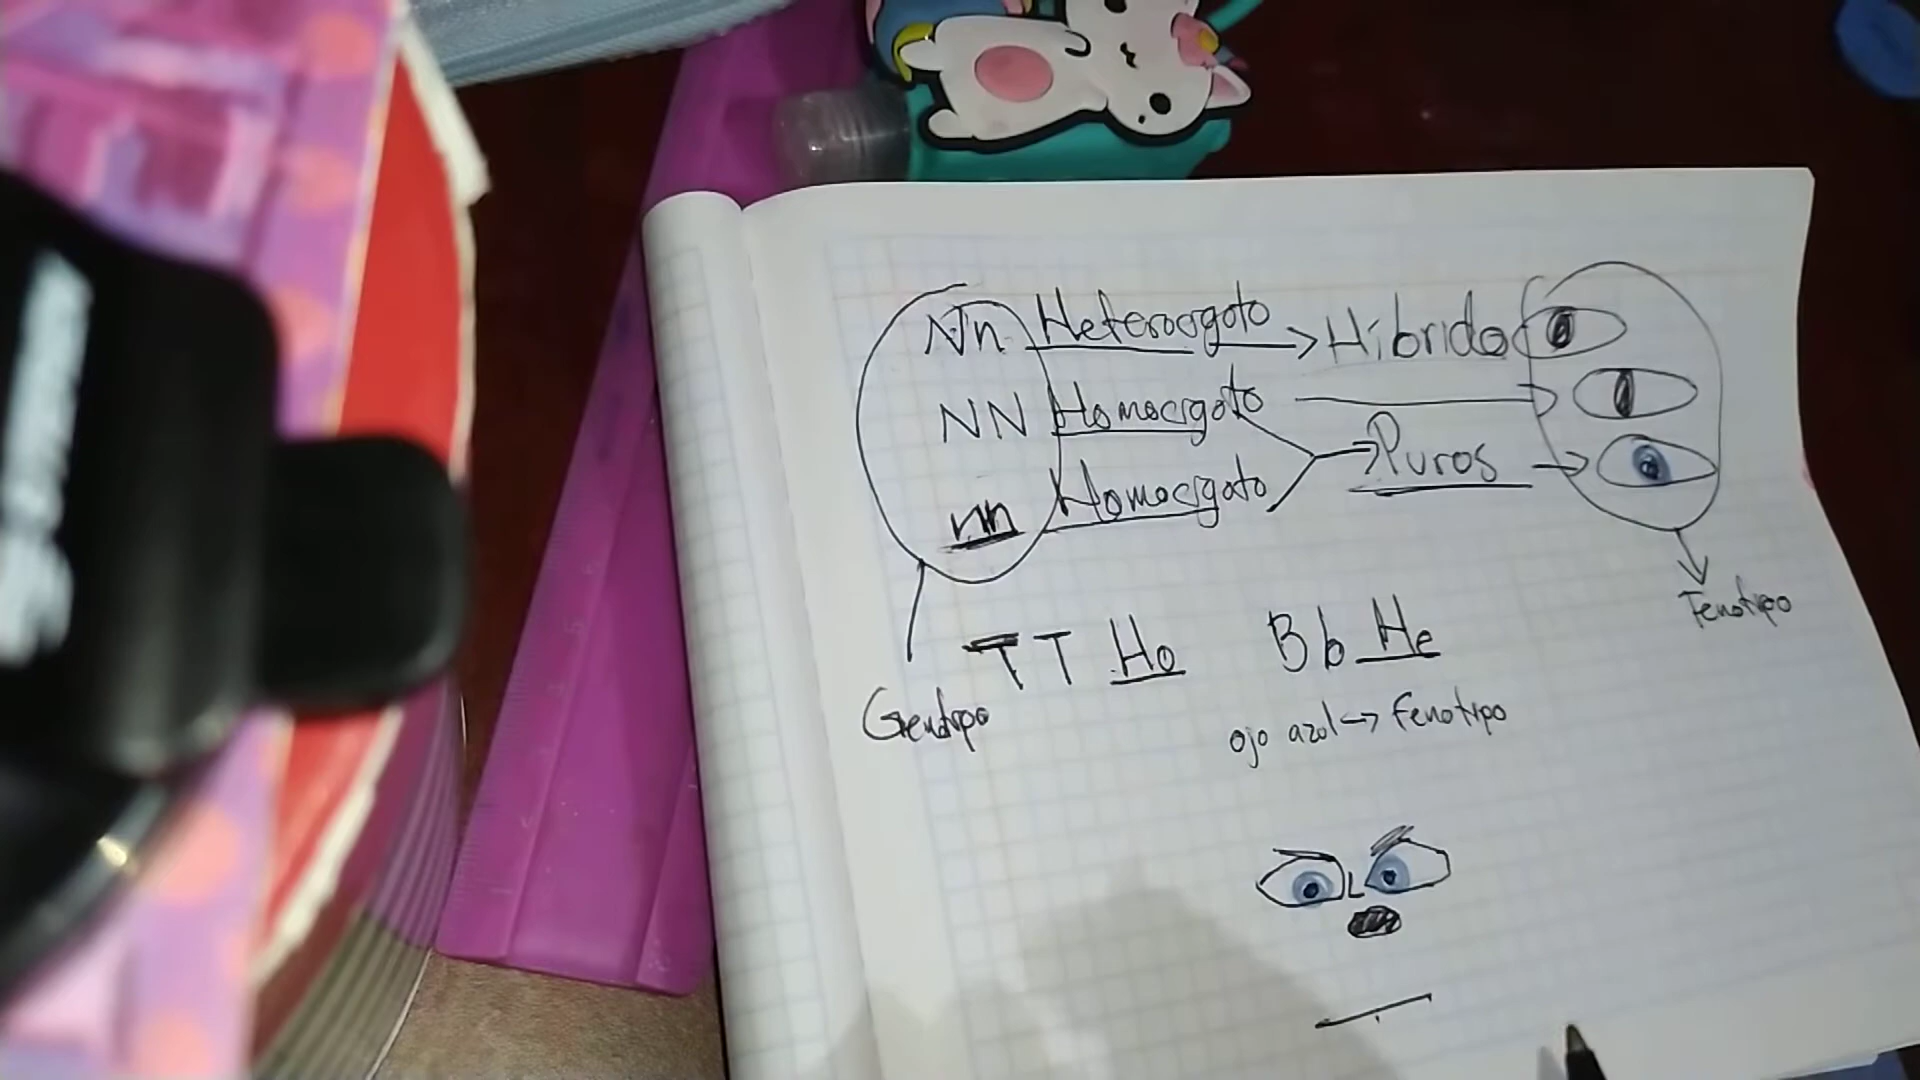 Nn Heterocigoto → Híbrido
NN Homocigoto
Puros
nn Homocigoto
Fenotipo
TT Ho Bb He
Genotipo
ojo azul → Fenotipo